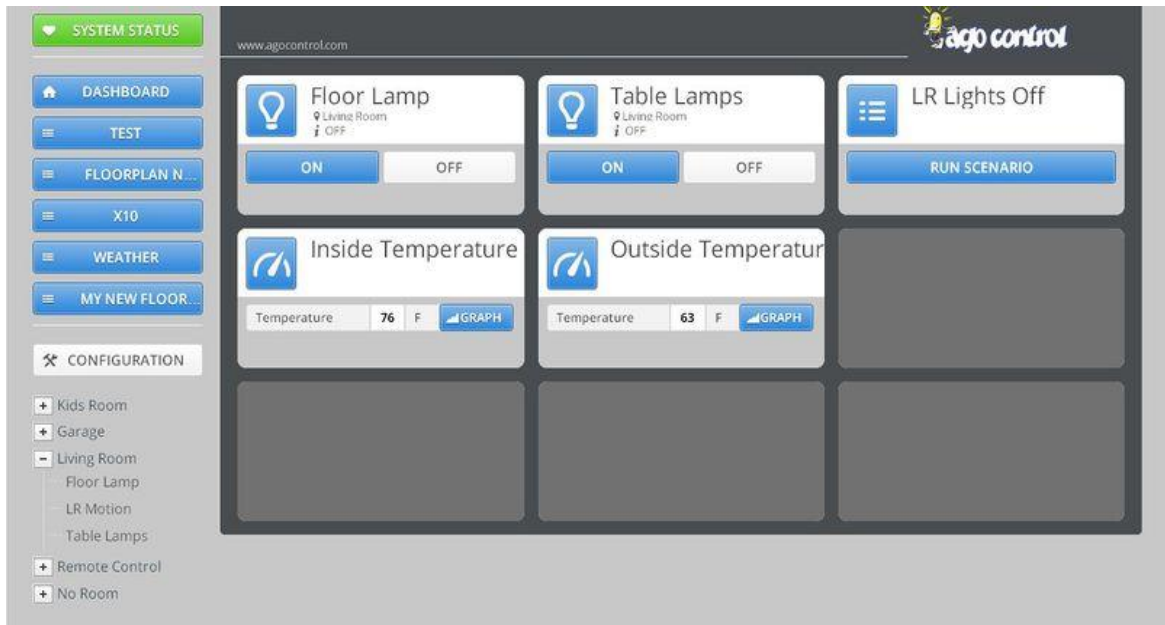 SYSTEM STATUS
DASHBOARD
TEST
FLOORPLAN N...
X10
WEATHER
MY NEW FLOOR...
CONFIGURATION
Kids Room
Garage
Living Room
Floor Lamp
LR Motion
Table Lamps
Remote Control
No Room
www.agocontrol.com
ago control
Floor Lamp
Living Room
i OFF
ON OFF
Table Lamps
Living Room
i OFF
ON OFF
LR Lights Off
RUN SCENARIO
Inside Temperature
Temperature 76 F GRAPH
Outside Temperatur
Temperature 63 F GRAPH